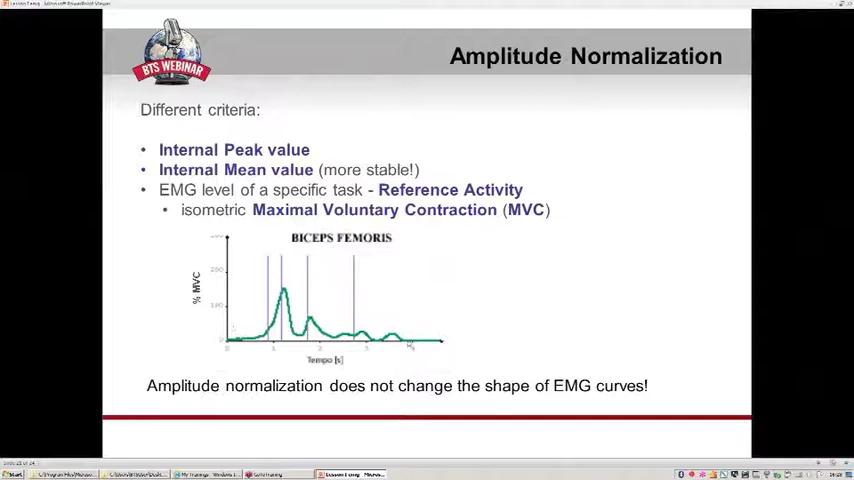 Amplitude Normalization
BTS WEBINAR
Different criteria:
• Internal Peak value
• Internal Mean value (more stable!)
• EMG level of a specific task - Reference Activity
• isometric Maximal Voluntary Contraction (MVC)
BICEPS FEMORIS
% MVC
Tempo [s]
Amplitude normalization does not change the shape of EMG curves!
Start